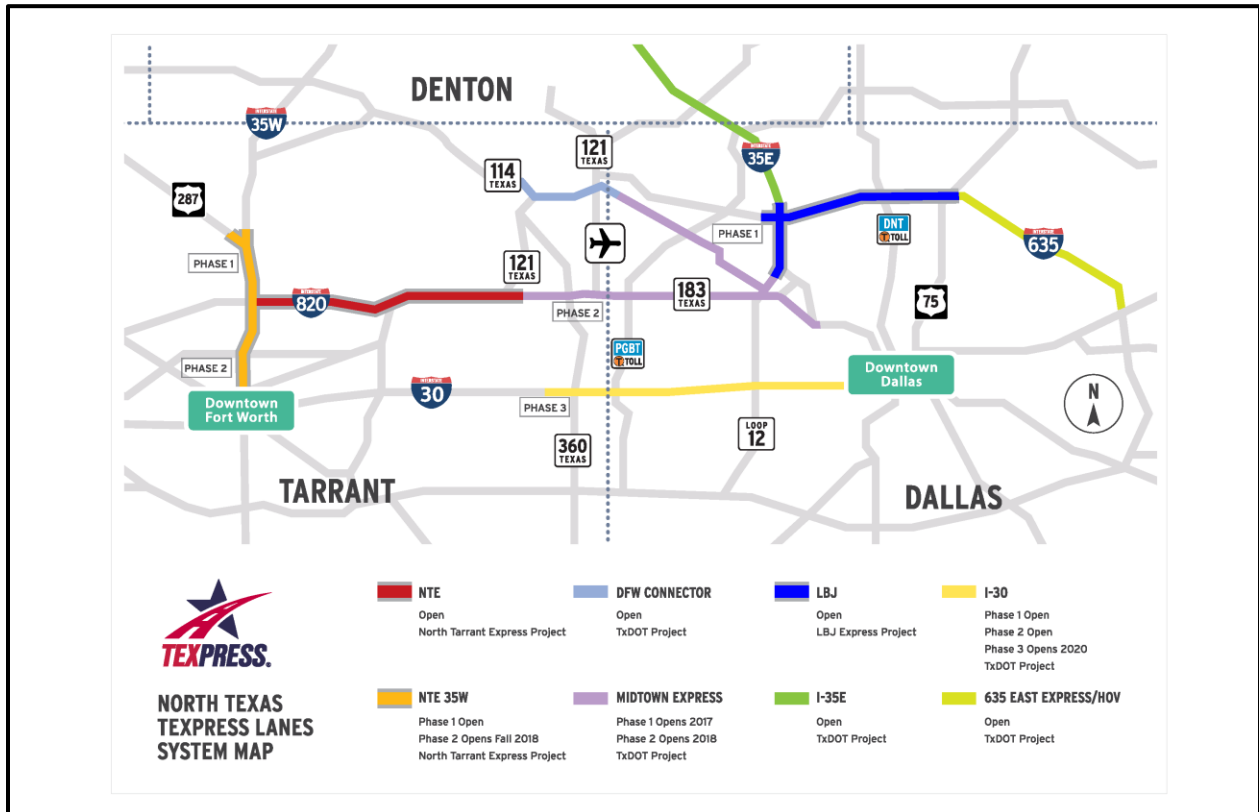 DENTON
INTERSTATE
35W
121
TEXAS
INTERSTATE
35E
114
TEXAS
287
PHASE 1
DNT
TOLL
PHASE 1
INTERSTATE
635
121
TEXAS
INTERSTATE
820
183
TEXAS
75
PHASE 2
PGBT
TOLL
PHASE 2
Downtown
Dallas
INTERSTATE
30
Downtown
Fort Worth
PHASE 3
N
LOOP
12
360
TEXAS
TARRANT
DALLAS
TEXPRESS.
NORTH TEXAS
TEXPRESS LANES
SYSTEM MAP
NTE
Open
North Tarrant Express Project
DFW CONNECTOR
Open
TxDOT Project
LBJ
Open
LBJ Express Project
I-30
Phase 1 Open
Phase 2 Open
Phase 3 Opens 2020
TxDOT Project
NTE 35W
Phase 1 Open
Phase 2 Opens Fall 2018
North Tarrant Express Project
MIDTOWN EXPRESS
Phase 1 Opens 2017
Phase 2 Opens 2018
TxDOT Project
I-35E
Open
TxDOT Project
635 EAST EXPRESS/HOV
Open
TxDOT Project